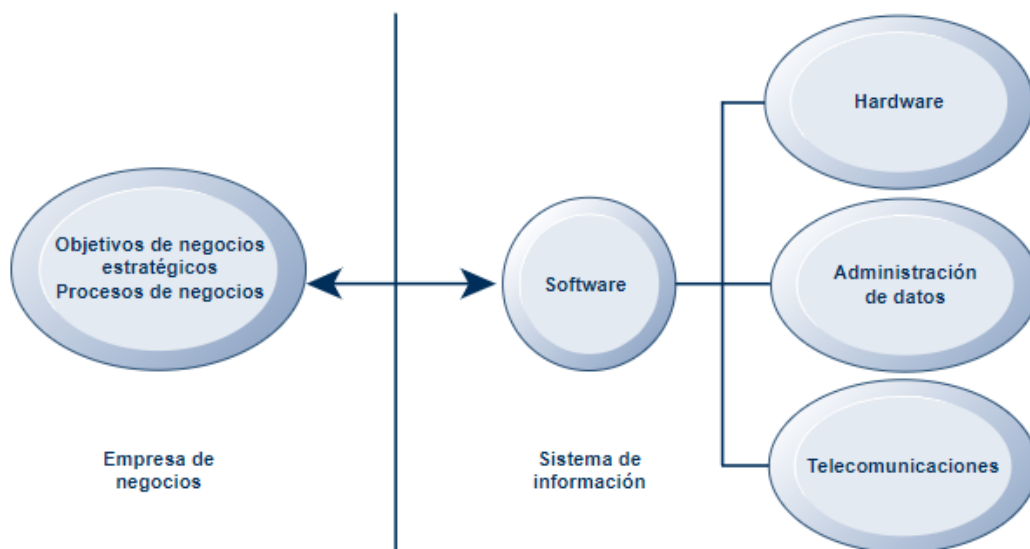 Hardware
Objetivos de negocios
estratégicos
Procesos de negocios
Software
Administración
de datos
Empresa de
negocios
Sistema de
información
Telecomunicaciones